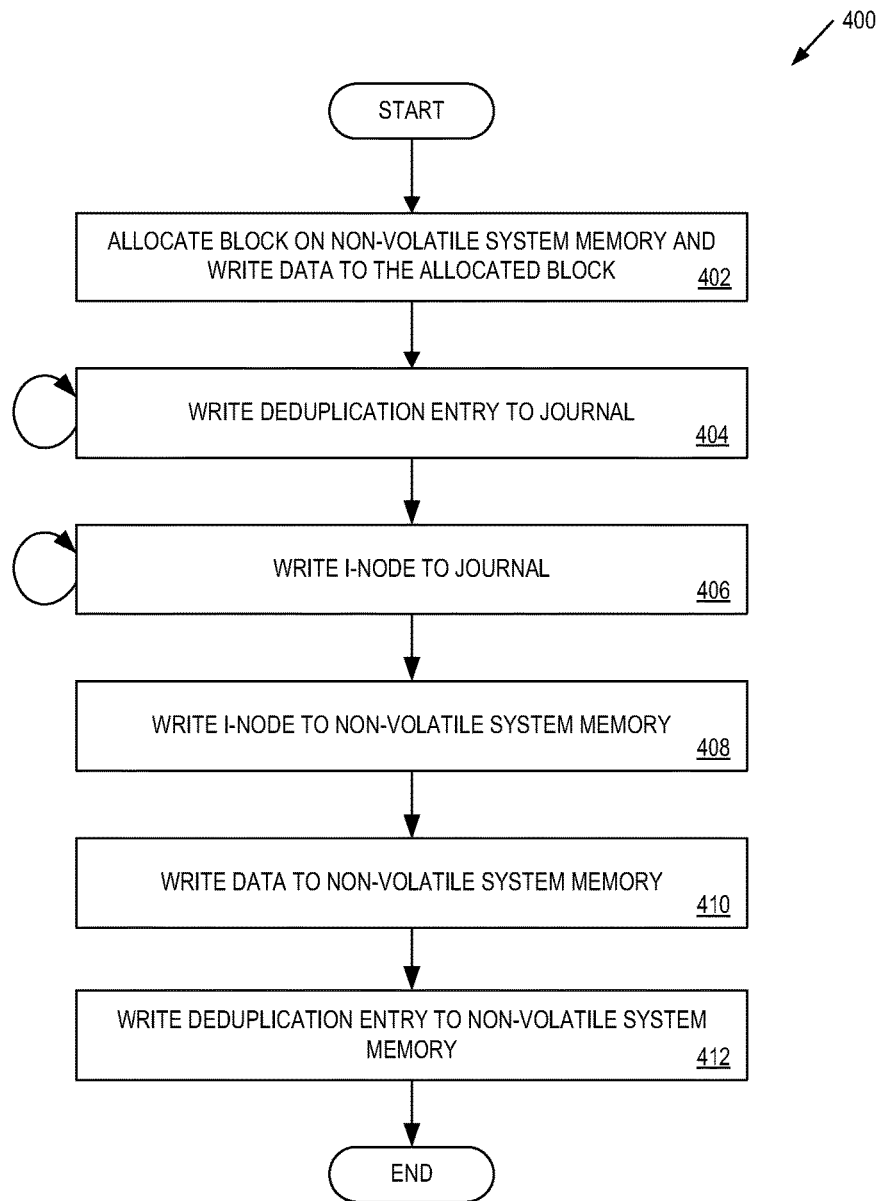 400
START
ALLOCATE BLOCK ON NON-VOLATILE SYSTEM MEMORY AND
WRITE DATA TO THE ALLOCATED BLOCK
402
WRITE DEDUPLICATION ENTRY TO JOURNAL
404
WRITE I-NODE TO JOURNAL
406
WRITE I-NODE TO NON-VOLATILE SYSTEM MEMORY
408
WRITE DATA TO NON-VOLATILE SYSTEM MEMORY
410
WRITE DEDUPLICATION ENTRY TO NON-VOLATILE SYSTEM
MEMORY
412
END